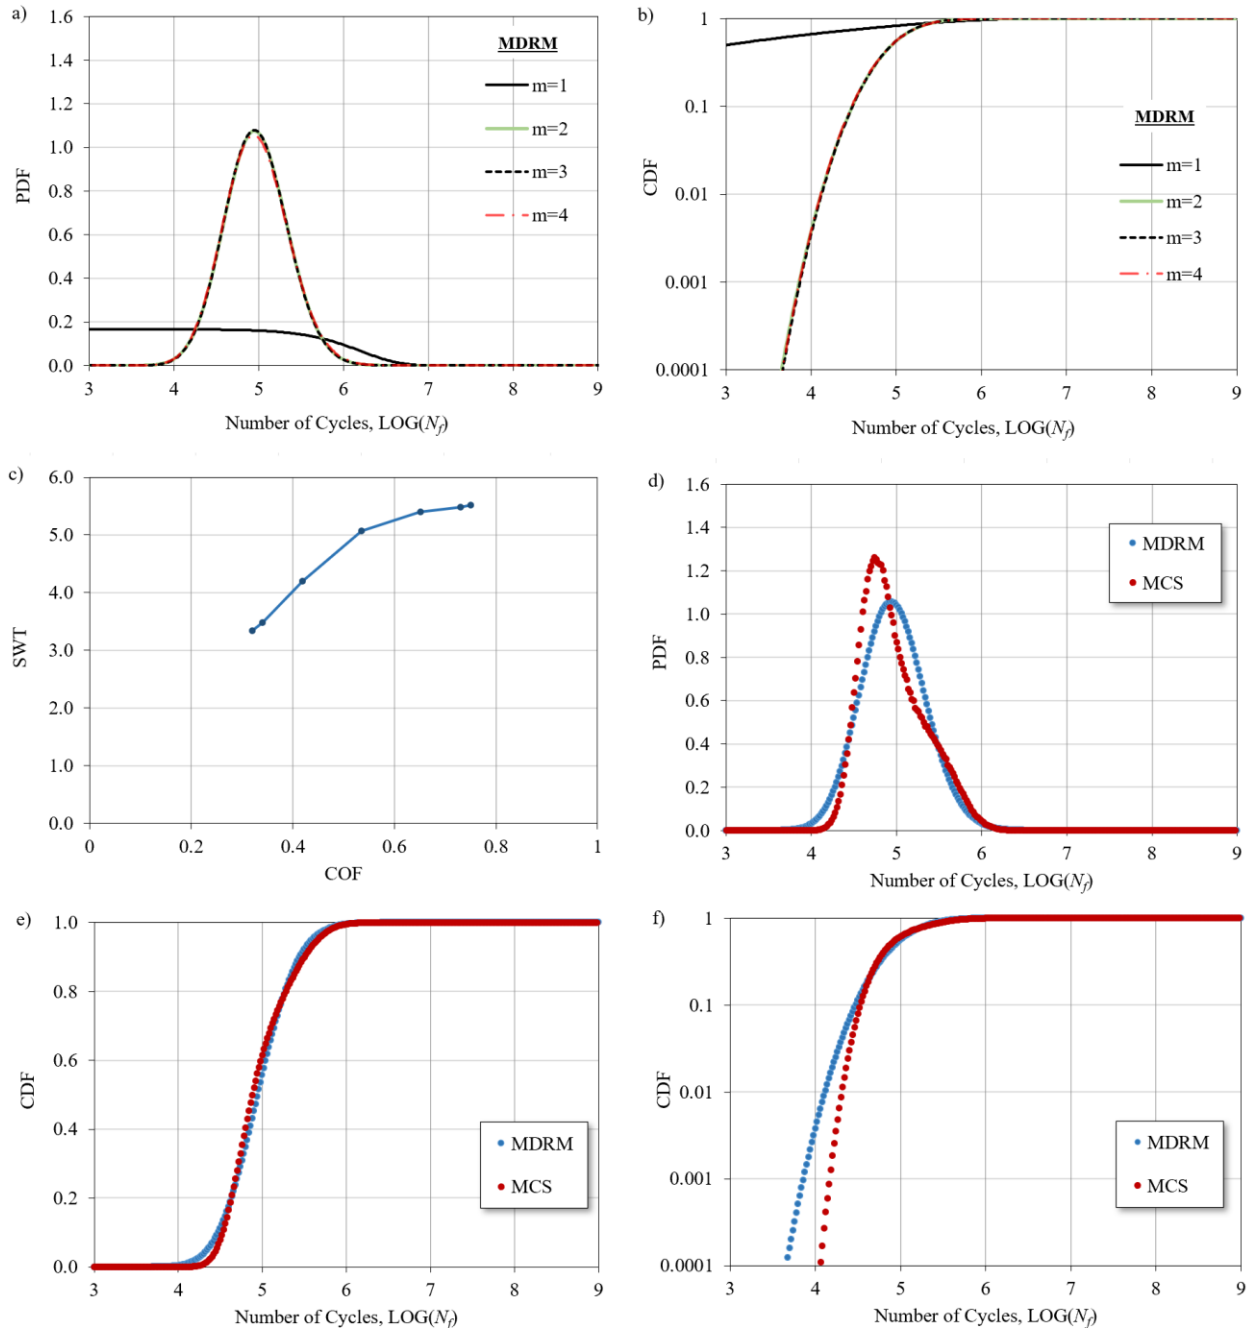 a)
1.6
1.4
1.2
1.0
0.8
0.6
0.4
0.2
0.0
PDF
MDRM
m=1
m=2
m=3
m=4
3 4 5 6 7 8 9
Number of Cycles, LOG(Nf)
b)
1
0.1
0.01
0.001
0.0001
CDF
MDRM
m=1
m=2
m=3
m=4
3 4 5 6 7 8 9
Number of Cycles, LOG(Nf)
c)
6.0
5.0
4.0
3.0
2.0
1.0
0.0
SWT
0 0.2 0.4 0.6 0.8 1
COF
d)
1.6
1.4
1.2
1.0
0.8
0.6
0.4
0.2
0.0
PDF
MDRM
MCS
3 4 5 6 7 8 9
Number of Cycles, LOG(Nf)
e)
1.0
0.8
0.6
0.4
0.2
0.0
CDF
MDRM
MCS
3 4 5 6 7 8 9
Number of Cycles, LOG(Nf)
f)
1
0.1
0.01
0.001
0.0001
CDF
MDRM
MCS
3 4 5 6 7 8 9
Number of Cycles, LOG(Nf)